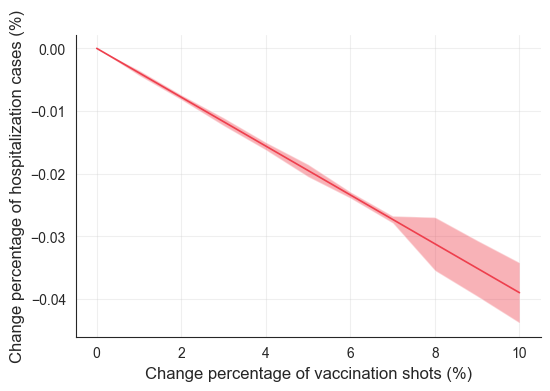 Change percentage of hospitalization cases (%)
0.00
−0.01
−0.02
−0.03
−0.04
0 2 4 6 8 10
Change percentage of vaccination shots (%)